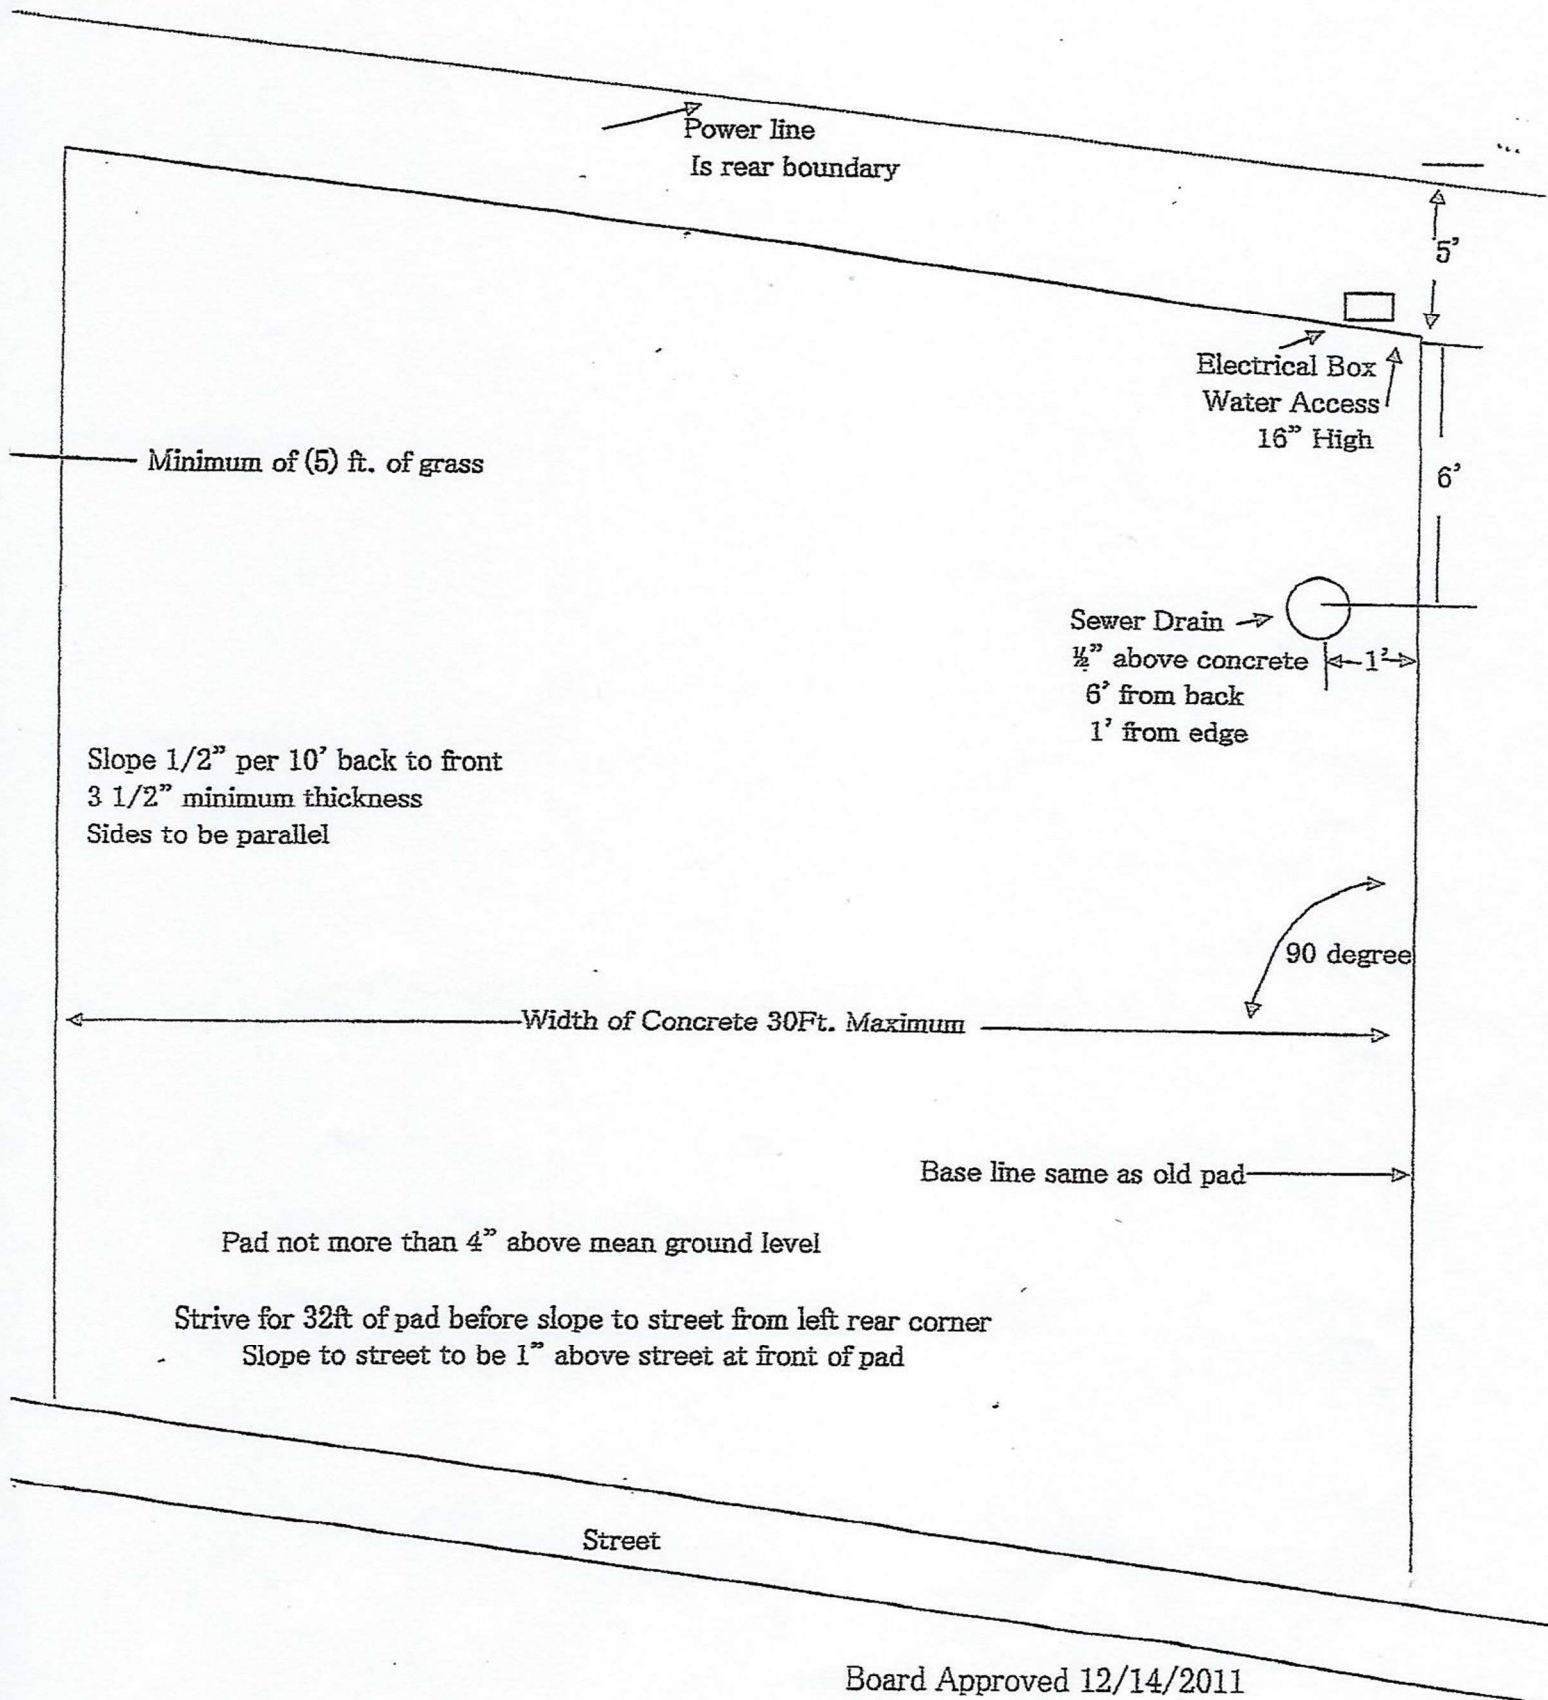 Power line
Is rear boundary
5’
Electrical Box
Water Access
16” High
Minimum of (5) ft. of grass
6’
Sewer Drain
½” above concrete
1’
6’ from back
1’ from edge
Slope 1/2” per 10’ back to front
3 1/2” minimum thickness
Sides to be parallel
90 degree
Width of Concrete 30Ft. Maximum
Base line same as old pad
Pad not more than 4” above mean ground level
Strive for 32ft of pad before slope to street from left rear corner
Slope to street to be 1” above street at front of pad
Street
Board Approved 12/14/2011